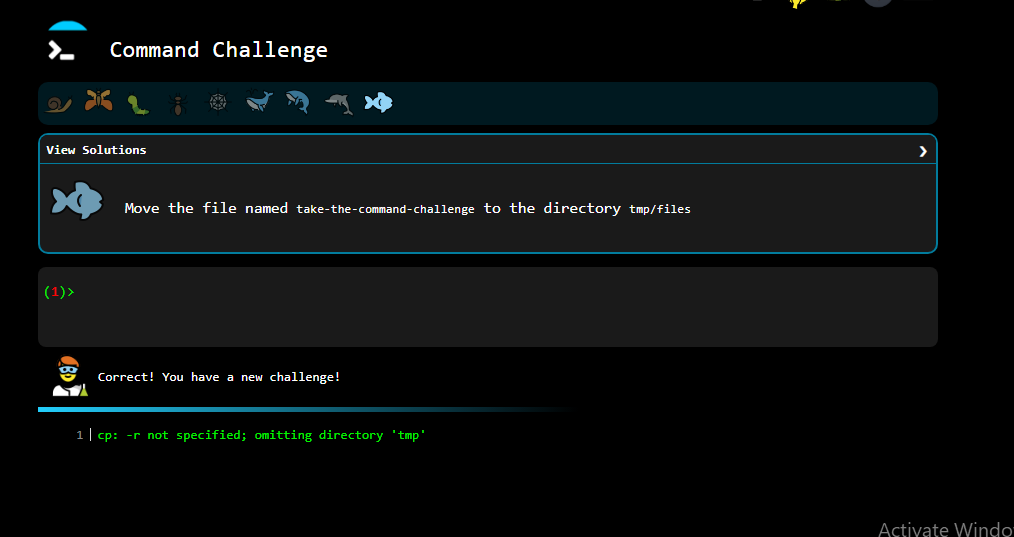 Command Challenge
View Solutions
Move the file named take-the-command-challenge to the directory tmp/files
(1)>
Correct! You have a new challenge!
1 cp: -r not specified; omitting directory 'tmp'
Activate